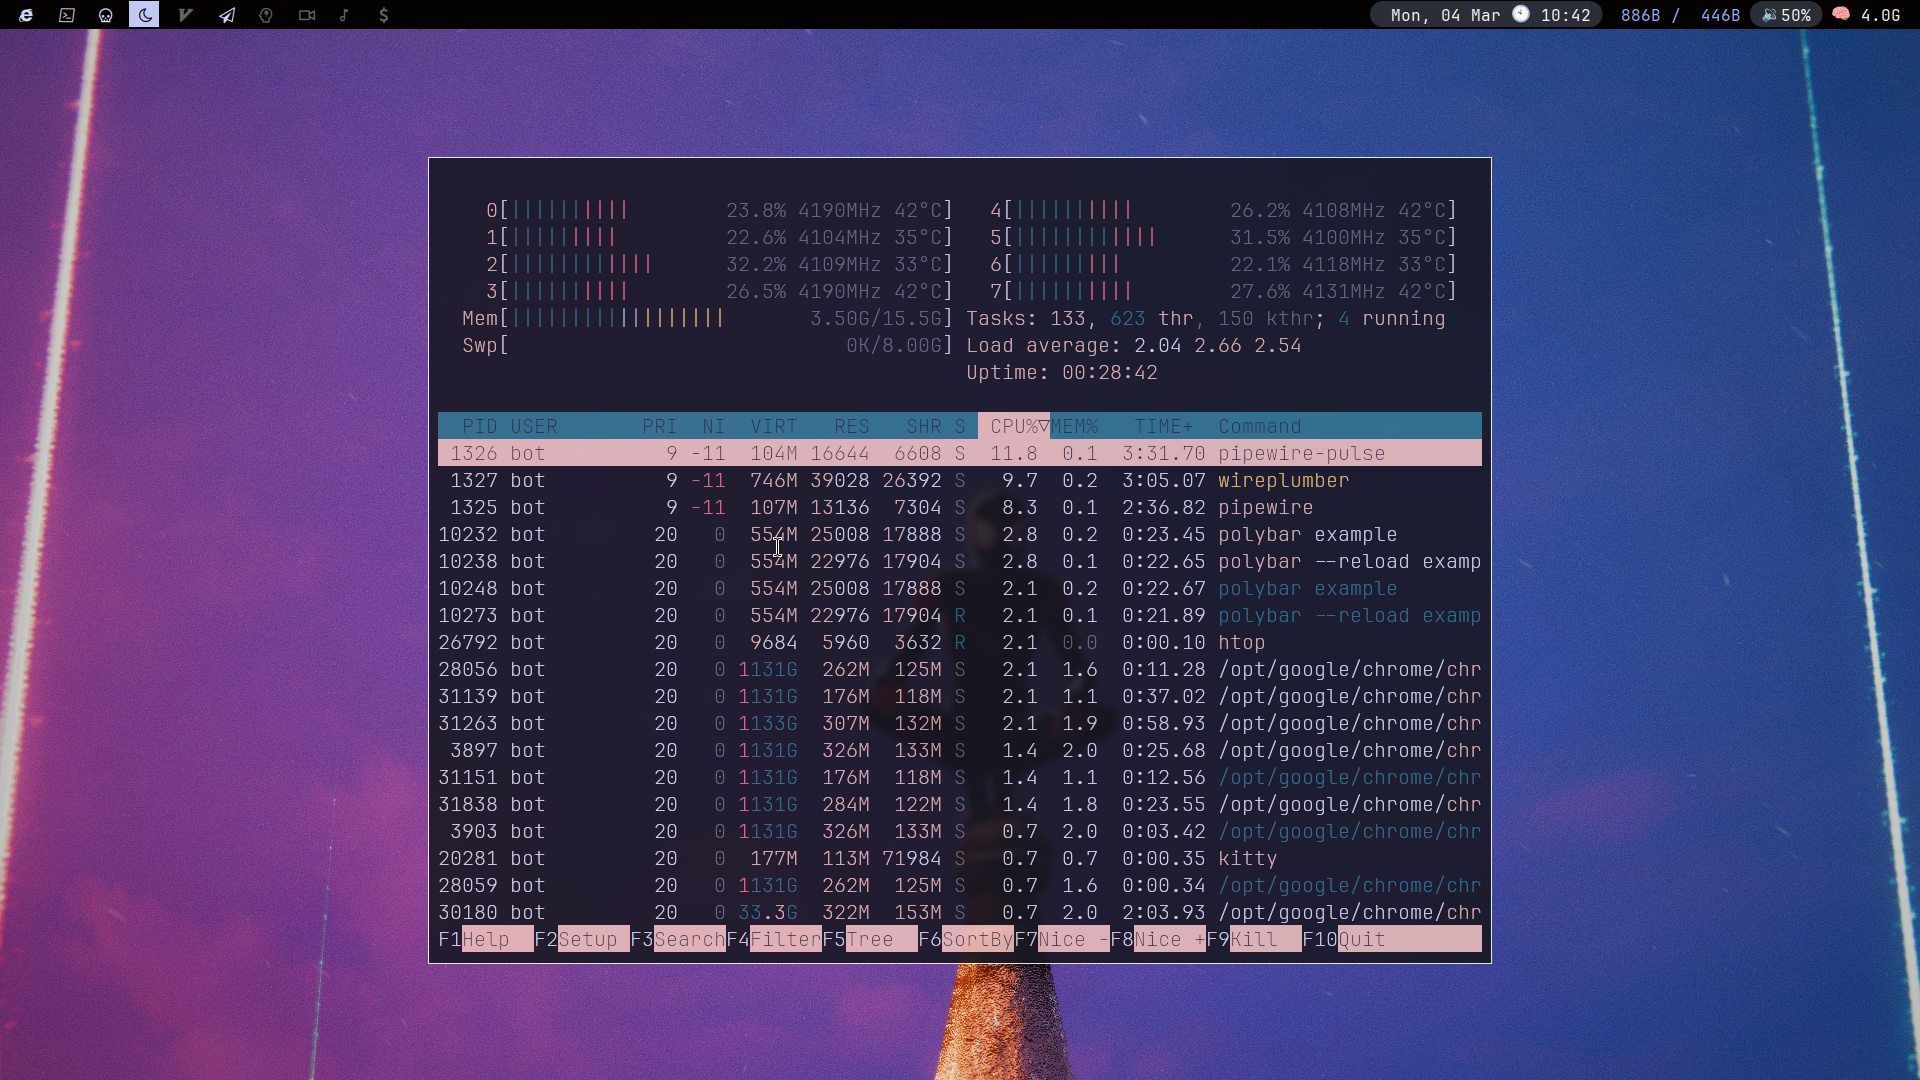 Mon, 04 Mar 10:42 886B / 446B 50% 4.0G
0[||||||||||        23.8% 4190MHz 42°C] 4[||||||||||        26.2% 4108MHz 42°C]
1[|||||||||         22.6% 4104MHz 35°C] 5[||||||||||||      31.5% 4100MHz 35°C]
2[||||||||||||      32.2% 4109MHz 33°C] 6[|||||||||         22.1% 4118MHz 33°C]
3[||||||||||        26.5% 4190MHz 42°C] 7[||||||||||        27.6% 4131MHz 42°C]
Mem[||||||||||||||||||       3.50G/15.5G] Tasks: 133, 623 thr, 150 kthr; 4 running
Swp[                            0K/8.00G] Load average: 2.04 2.66 2.54
Uptime: 00:28:42
PID USER PRI NI VIRT RES SHR S CPU%▽MEM% TIME+ Command
1326 bot 9 -11 104M 16644 6608 S 11.8 0.1 3:31.70 pipewire-pulse
1327 bot 9 -11 746M 39028 26392 S 9.7 0.2 3:05.07 wireplumber
1325 bot 9 -11 107M 13136 7304 S 8.3 0.1 2:36.82 pipewire
10232 bot 20 0 554M 25008 17888 S 2.8 0.2 0:23.45 polybar example
10238 bot 20 0 554M 22976 17904 S 2.8 0.1 0:22.65 polybar --reload examp
10248 bot 20 0 554M 25008 17888 S 2.1 0.2 0:22.67 polybar example
10273 bot 20 0 554M 22976 17904 R 2.1 0.1 0:21.89 polybar --reload examp
26792 bot 20 0 9684 5960 3632 R 2.1 0.0 0:00.10 htop
28056 bot 20 0 1131G 262M 125M S 2.1 1.6 0:11.28 /opt/google/chrome/chr
31139 bot 20 0 1131G 176M 118M S 2.1 1.1 0:37.02 /opt/google/chrome/chr
31263 bot 20 0 1133G 307M 132M S 2.1 1.9 0:58.93 /opt/google/chrome/chr
3897 bot 20 0 1131G 326M 133M S 1.4 2.0 0:25.68 /opt/google/chrome/chr
31151 bot 20 0 1131G 176M 118M S 1.4 1.1 0:12.56 /opt/google/chrome/chr
31838 bot 20 0 1131G 284M 122M S 1.4 1.8 0:23.55 /opt/google/chrome/chr
3903 bot 20 0 1131G 326M 133M S 0.7 2.0 0:03.42 /opt/google/chrome/chr
20281 bot 20 0 177M 113M 71984 S 0.7 0.7 0:00.35 kitty
28059 bot 20 0 1131G 262M 125M S 0.7 1.6 0:00.34 /opt/google/chrome/chr
30180 bot 20 0 33.3G 322M 153M S 0.7 2.0 2:03.93 /opt/google/chrome/chr
F1Help F2Setup F3SearchF4FilterF5Tree F6SortByF7Nice -F8Nice +F9Kill F10Quit